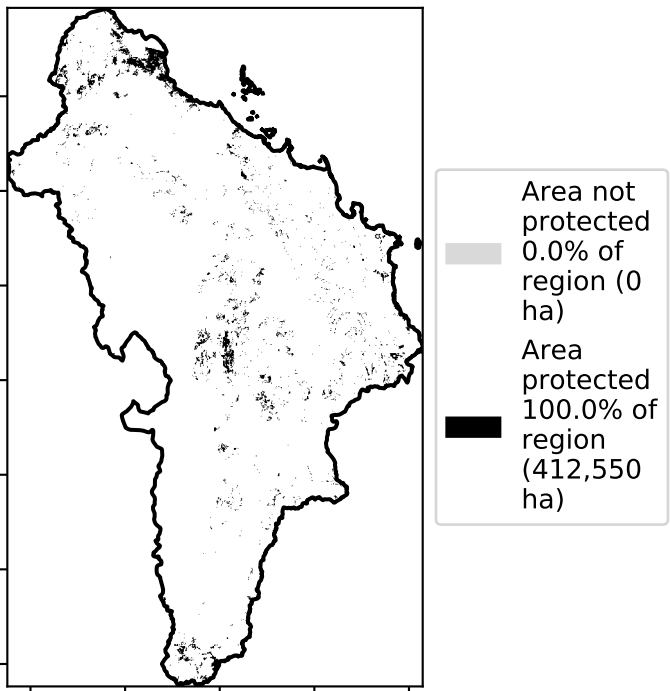 Area not
protected
0.0% of
region (0
ha)
Area
protected
100.0% of
region
(412,550
ha)